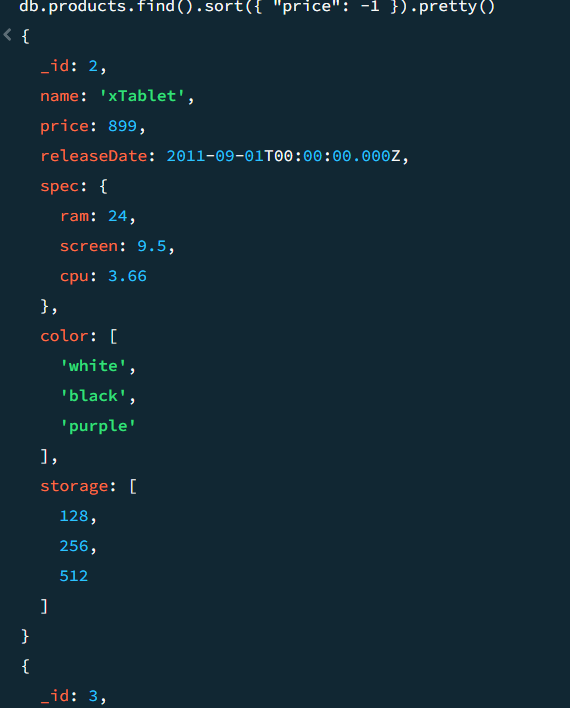 db.products.find().sort({ "price": -1 }).pretty()
{
_id: 2,
name: 'xTablet',
price: 899,
releaseDate: 2011-09-01T00:00:00.000Z,
spec: {
ram: 24,
screen: 9.5,
cpu: 3.66
},
color: [
'white',
'black',
'purple'
],
storage: [
128,
256,
512
]
}
{
_id: 3,